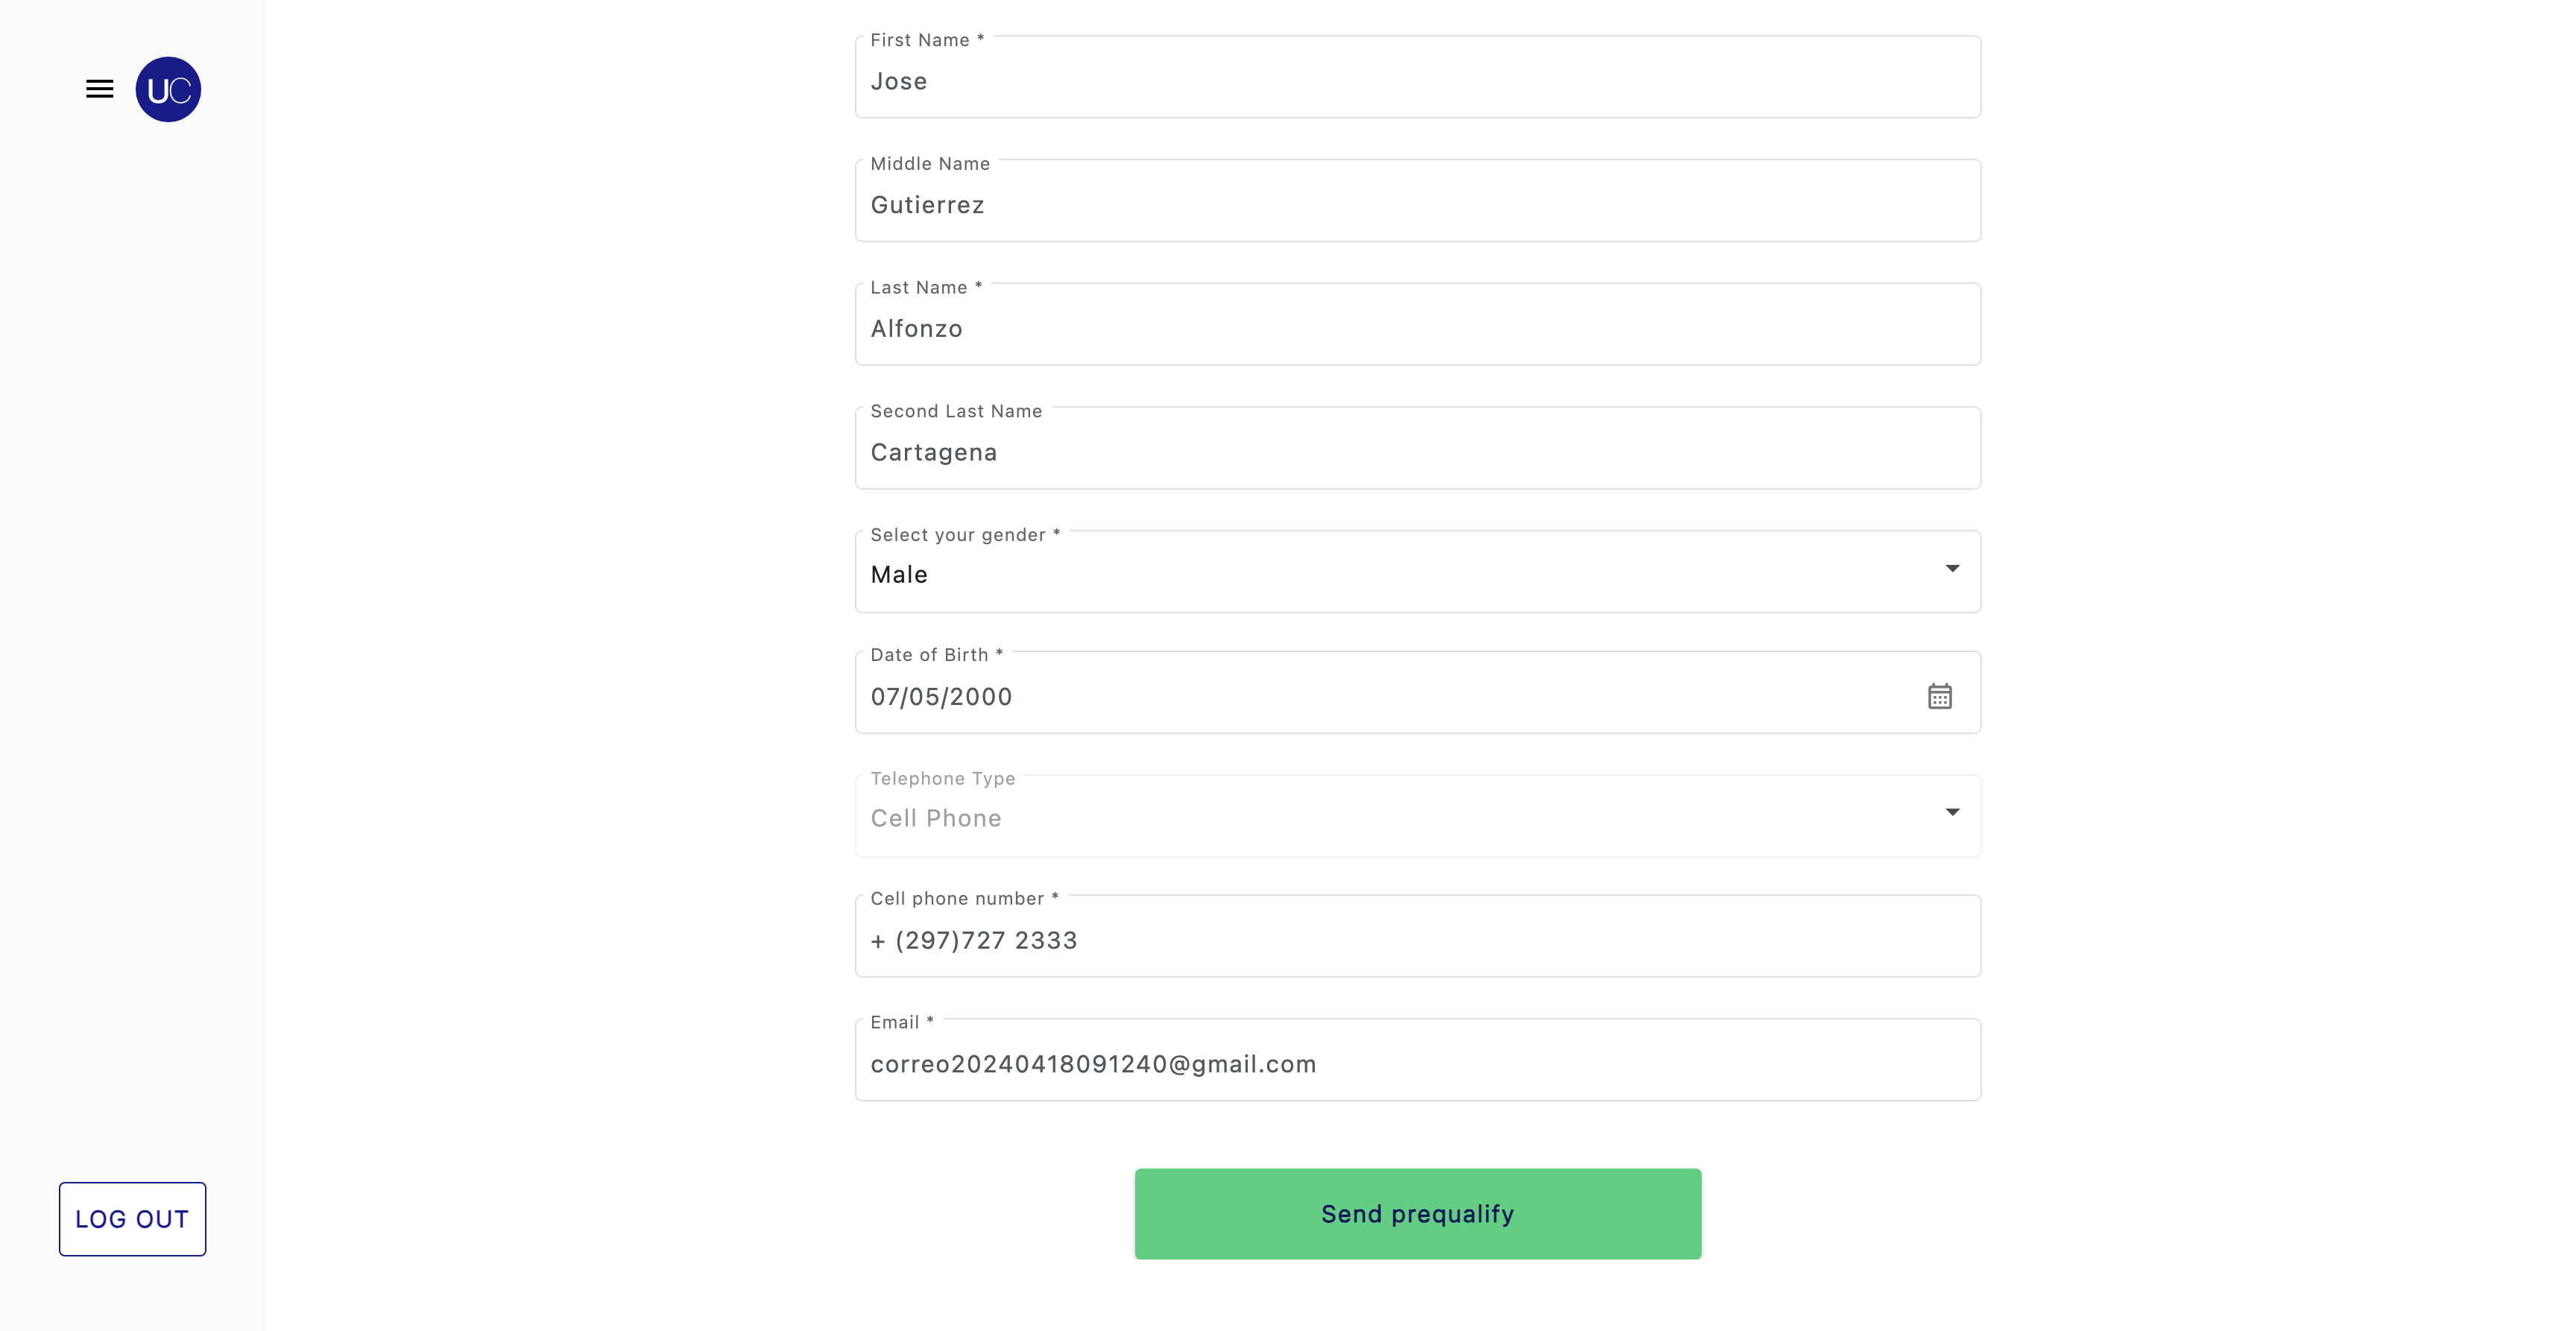 UC
First Name *
Jose
Middle Name
Gutierrez
Last Name *
Alfonzo
Second Last Name
Cartagena
Select your gender *
Male
Date of Birth *
07/05/2000
Telephone Type
Cell Phone
Cell phone number *
+ (297)727 2333
Email *
correo20240418091240@gmail.com
Send prequalify
LOG OUT